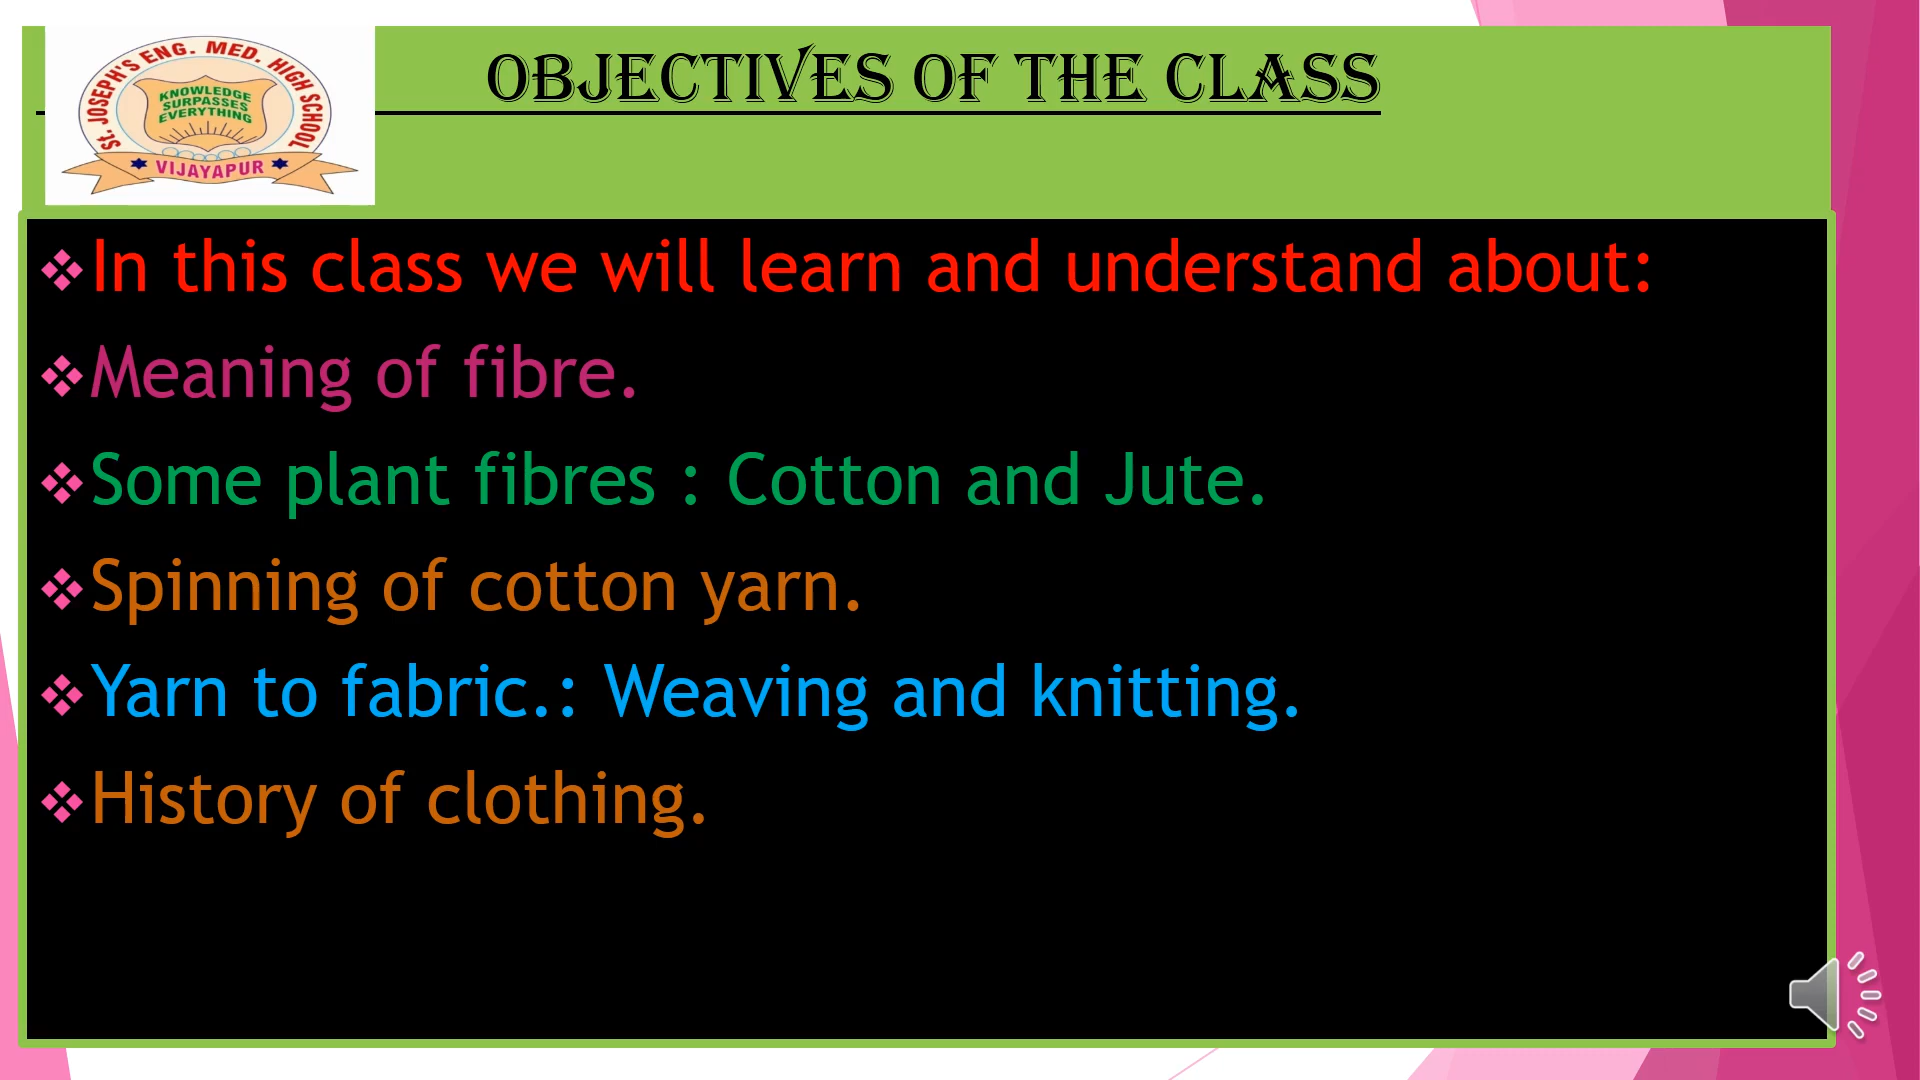 St. JOSEPH'S ENG. MED. HIGH SCHOOL
KNOWLEDGE
SURPASSES
EVERYTHING
VIJAYAPUR
OBJECTIVES OF THE CLASS
❖In this class we will learn and understand about:
❖Meaning of fibre.
❖Some plant fibres : Cotton and Jute.
❖Spinning of cotton yarn.
❖Yarn to fabric.: Weaving and knitting.
❖History of clothing.